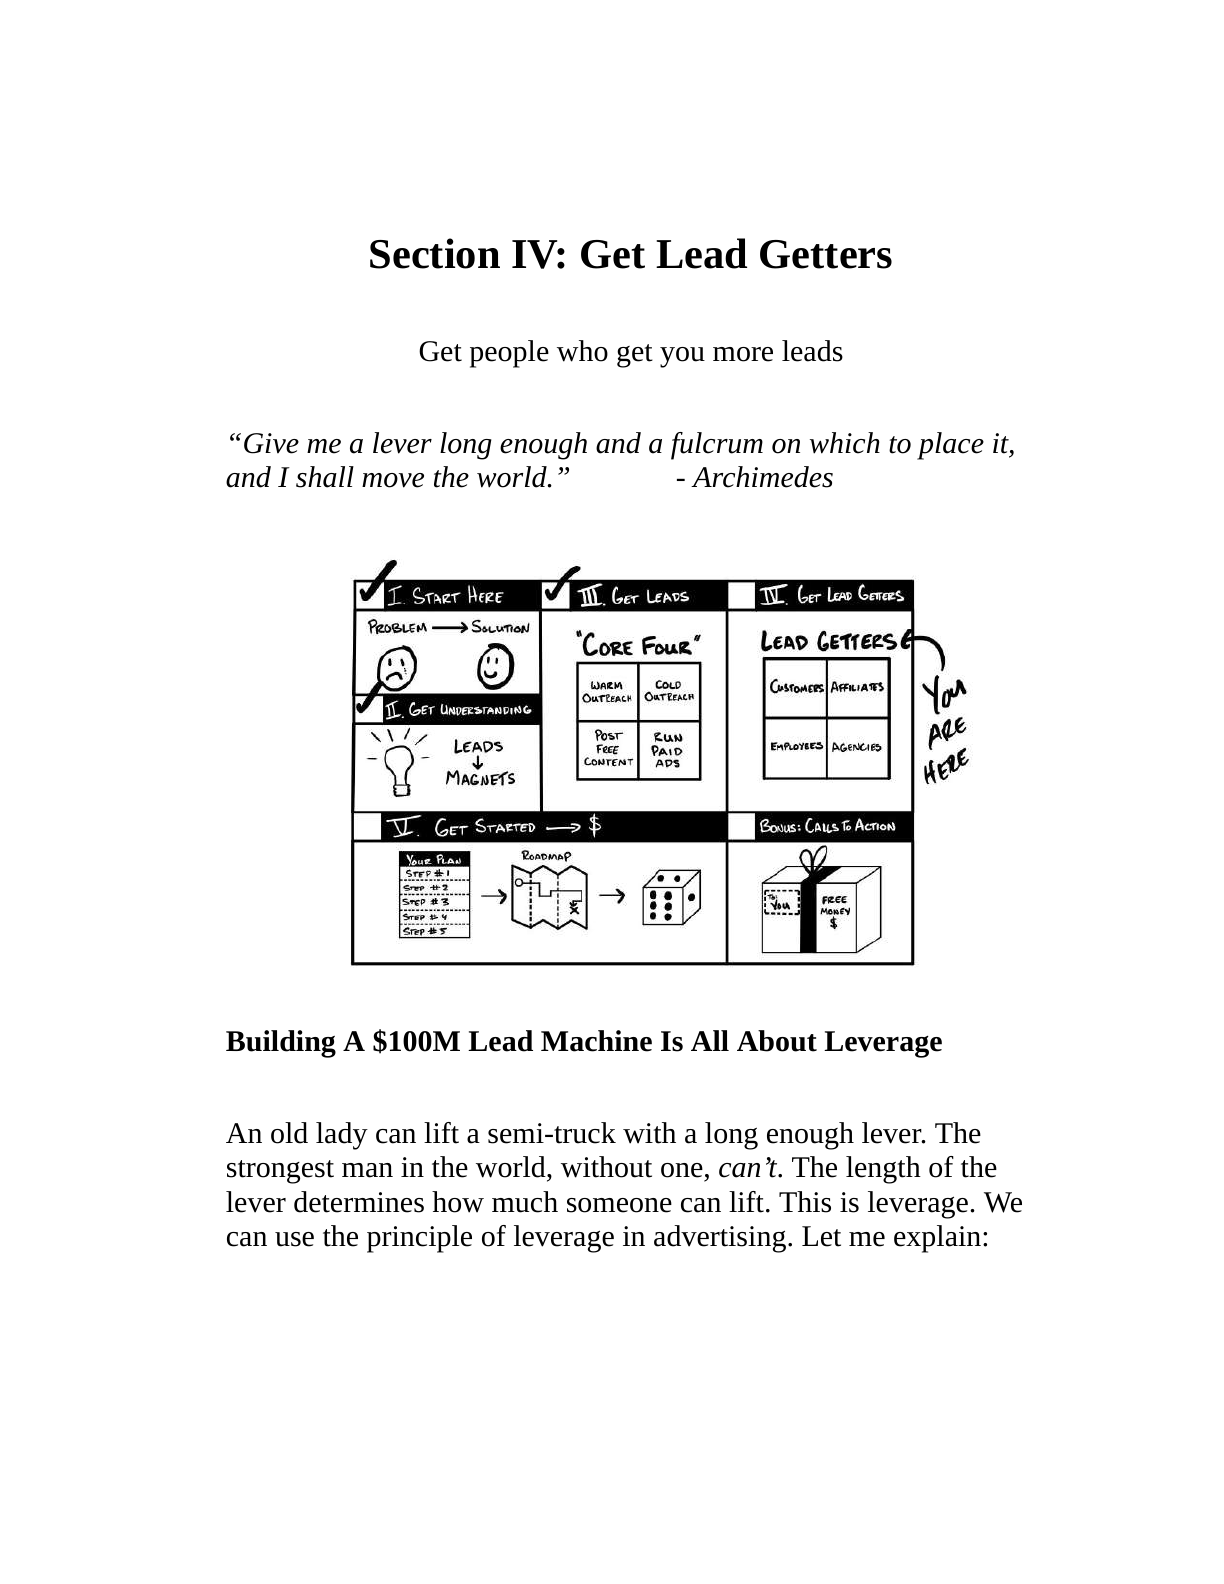 Section IV: Get Lead Getters
Get people who get you more leads
“Give me a lever long enough and a fulcrum on which to place it,
and I shall move the world.” - Archimedes
I. START HERE
PROBLEM → SOLUTION
II. GET UNDERSTANDING
LEADS
↓
MAGNETS
III. GET LEADS
"CORE FOUR"
WARM
OUTREACH
COLD
OUTREACH
POST
FREE
CONTENT
RUN
PAID
ADS
IV. GET LEAD GETTERS
LEAD GETTERS
CUSTOMERS
AFFILIATES
EMPLOYEES
AGENCIES
YOU
ARE
HERE
V. GET STARTED → $
YOUR PLAN
STEP #1
STEP #2
STEP #3
STEP #4
STEP #5
ROADMAP
X
BONUS: CALLS TO ACTION
TO:
YOU
FREE
MONEY
$
Building A $100M Lead Machine Is All About Leverage
An old lady can lift a semi-truck with a long enough lever. The
strongest man in the world, without one, can’t. The length of the
lever determines how much someone can lift. This is leverage. We
can use the principle of leverage in advertising. Let me explain: